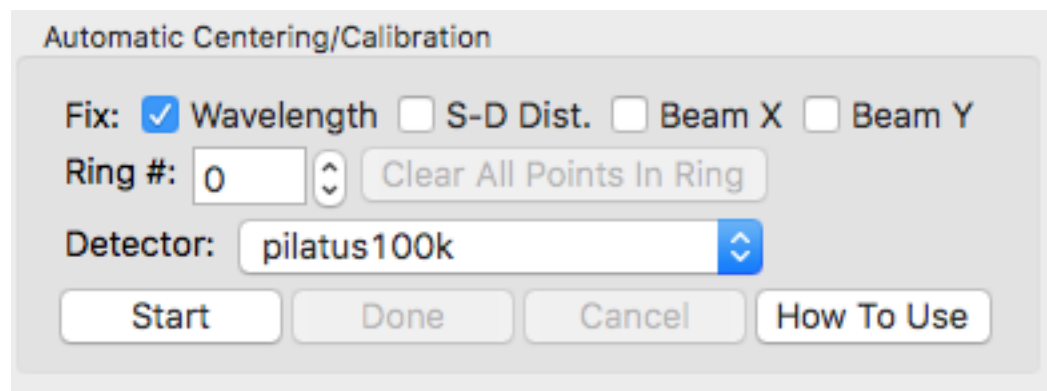 Automatic Centering/Calibration
Fix: Wavelength S-D Dist. Beam X Beam Y
Ring #: 0 Clear All Points In Ring
Detector: pilatus100k
Start Done Cancel How To Use